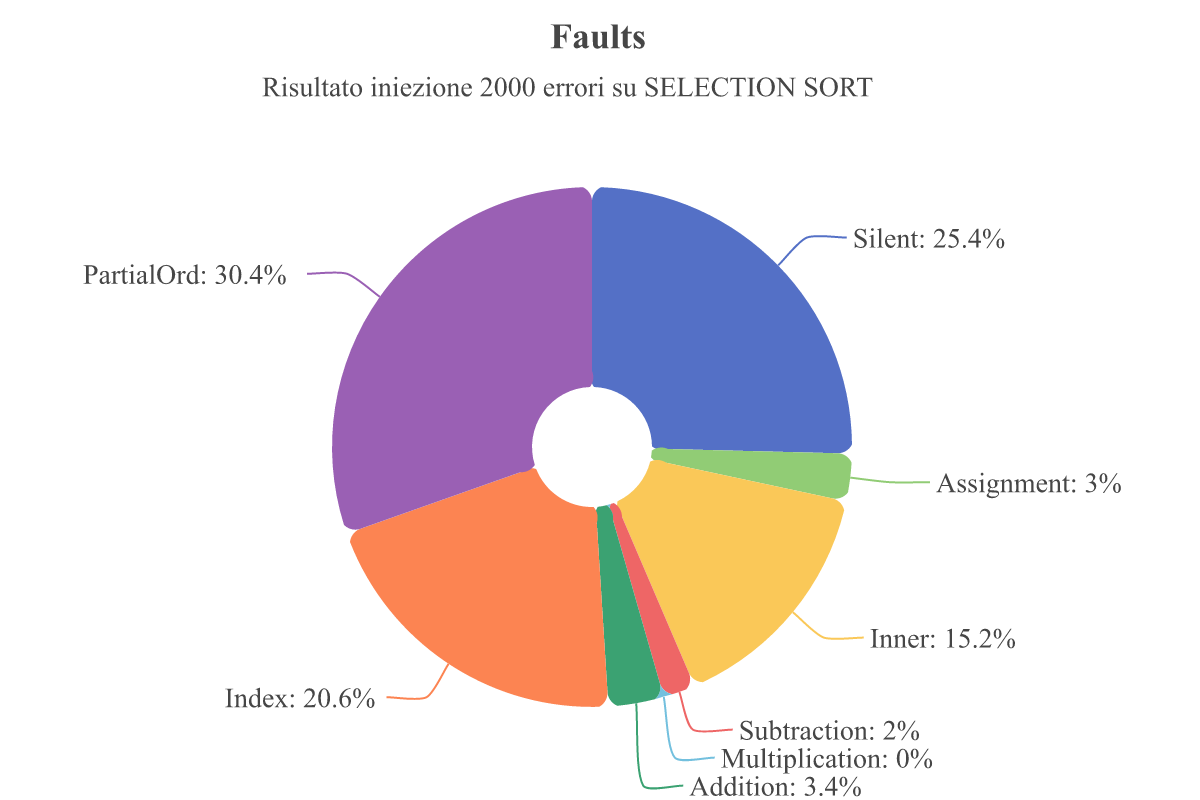 Faults
Risultato iniezione 2000 errori su SELECTION SORT
Silent: 25.4%
PartialOrd: 30.4%
Assignment: 3%
Inner: 15.2%
Index: 20.6%
Subtraction: 2%
Multiplication: 0%
Addition: 3.4%